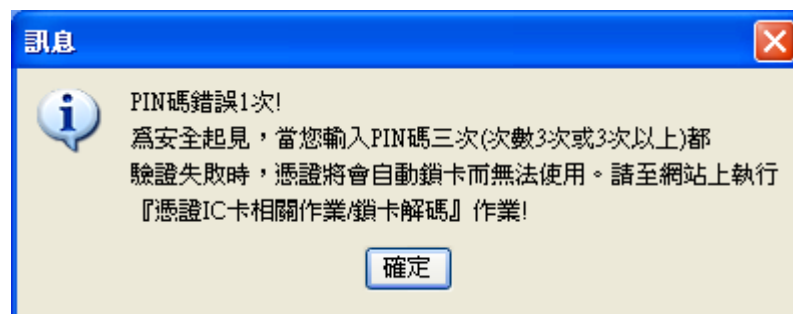 訊息
PIN碼錯誤1次!
為安全起見，當您輸入PIN碼三次(次數3次或3次以上)都
驗證失敗時，憑證將會自動鎖卡而無法使用。請至網站上執行
『憑證IC卡相關作業/鎖卡解碼』作業!
確定